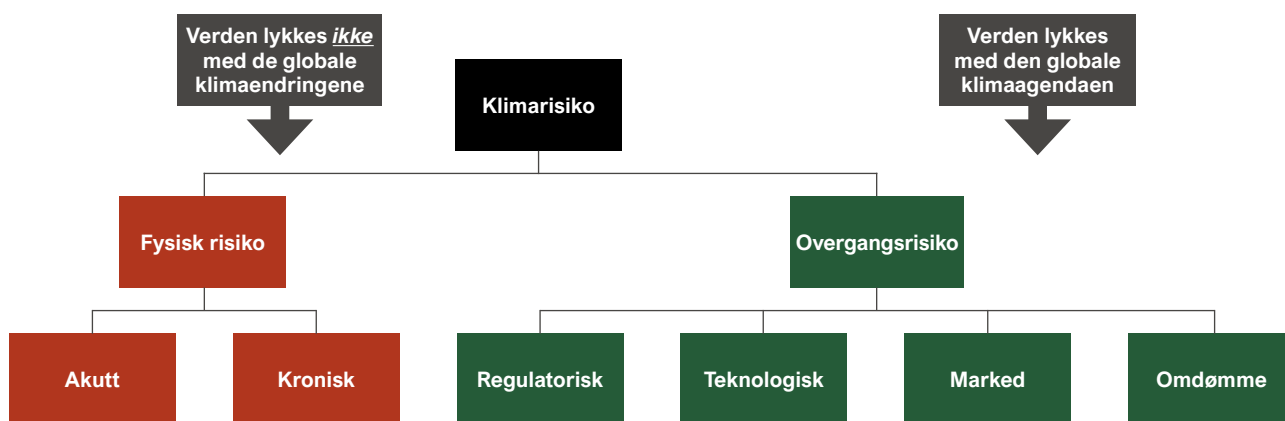 Verden lykkes ikke
med de globale
klimaendringene
Verden lykkes
med den globale
klimaagendaen
Klimarisiko
Fysisk risiko
Overgangsrisiko
Akutt
Kronisk
Regulatorisk
Teknologisk
Marked
Omdømme